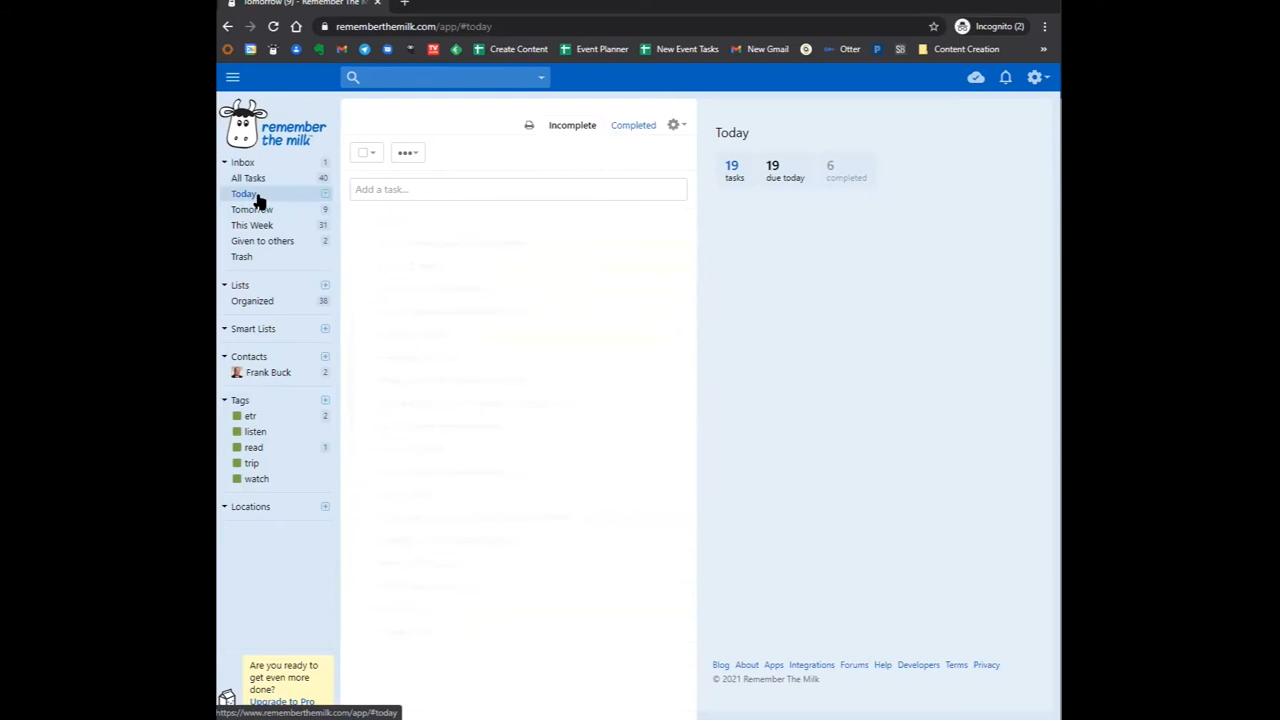 Tomorrow (9) - Remember The M
rememberthemilk.com/app/#today
Incognito (2)
Create Content
Event Planner
New Event Tasks
New Gmail
Otter
Content Creation
remember
the milk
Inbox 1
All Tasks 40
Today
Tomorrow 9
This Week 31
Given to others 2
Trash
Lists
Organized 38
Smart Lists
Contacts
Frank Buck 2
Tags
etr 2
listen
read 1
trip
watch
Locations
Are you ready to
get even more
done?
Upgrade to Pro
https://www.rememberthemilk.com/app/#today
Incomplete Completed
Add a task...
Today
19 19 6
tasks due today completed
Blog About Apps Integrations Forums Help Developers Terms Privacy
© 2021 Remember The Milk